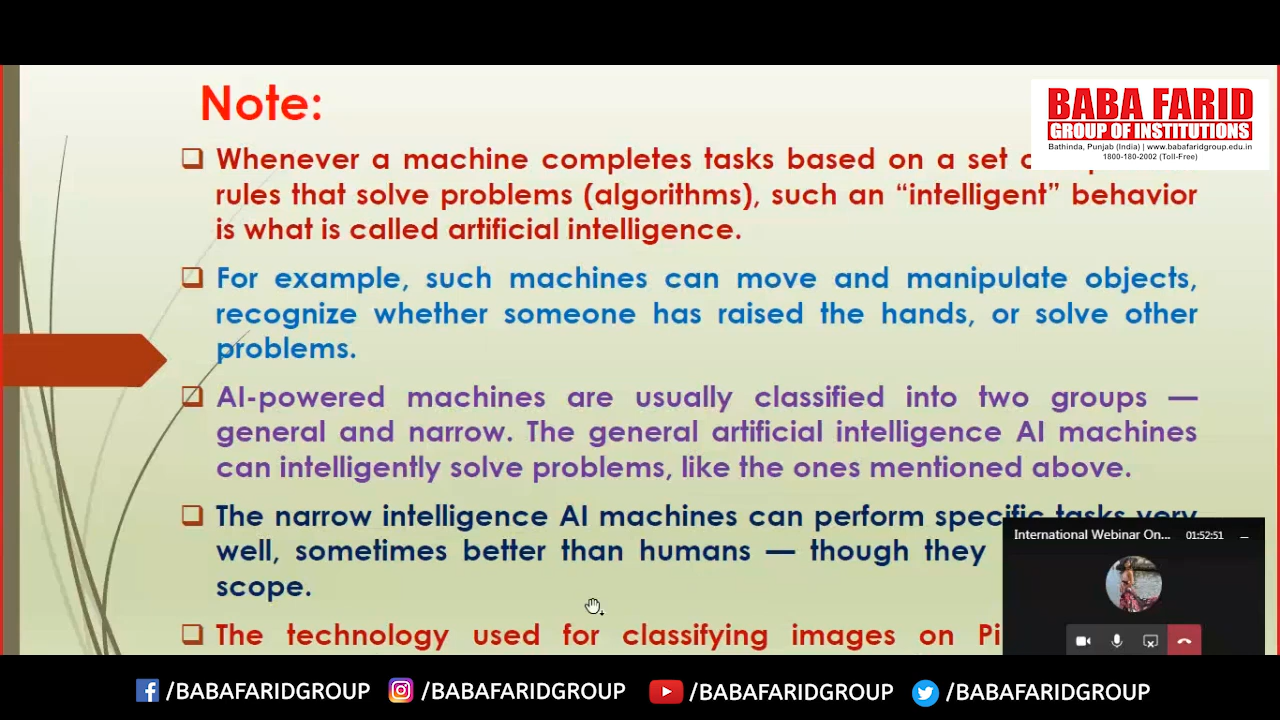 Note:
BABA FARID
GROUP OF INSTITUTIONS
Bathinda, Punjab (India) | www.babafaridgroup.edu.in
1800-180-2002 (Toll-Free)
Whenever a machine completes tasks based on a set
rules that solve problems (algorithms), such an “intelligent” behavior
is what is called artificial intelligence.
For example, such machines can move and manipulate objects,
recognize whether someone has raised the hands, or solve other
problems.
AI-powered machines are usually classified into two groups —
general and narrow. The general artificial intelligence AI machines
can intelligently solve problems, like the ones mentioned above.
The narrow intelligence AI machines can perform specific tasks very
well, sometimes better than humans — though they
scope.
The technology used for classifying images on
International Webinar On... 01:52:51
/BABAFARIDGROUP /BABAFARIDGROUP /BABAFARIDGROUP /BABAFARIDGROUP